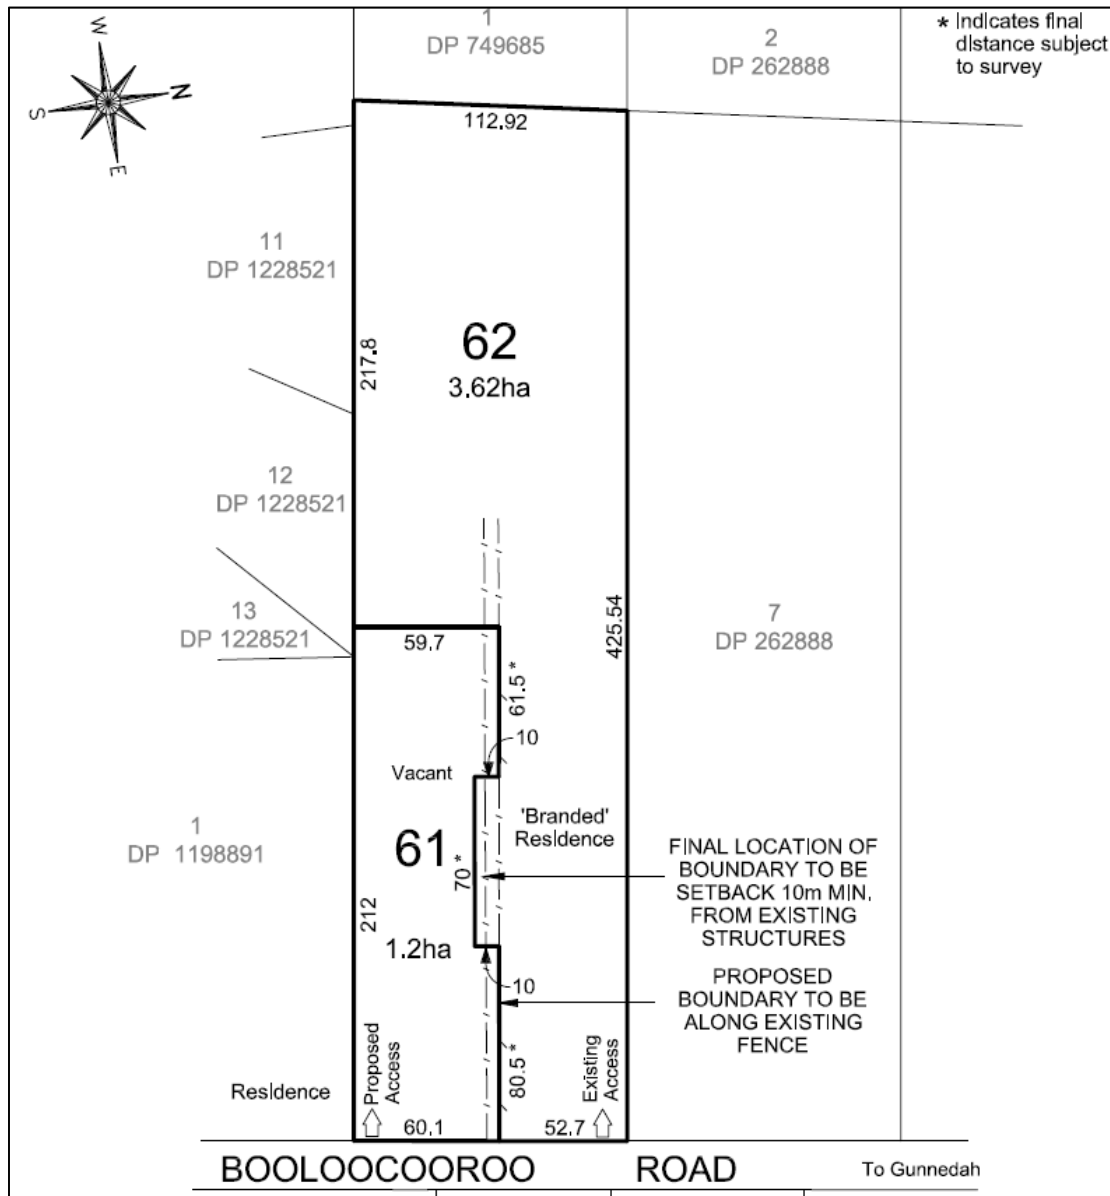 1
DP 749685
2
DP 262888
* Indicates final
distance subject
to survey
W
N
S
E
112.92
11
DP 1228521
62
3.62ha
217.8
12
DP 1228521
13
DP 1228521
59.7
425.54
7
DP 262888
61.5 *
10
Vacant
'Branded'
Residence
1
DP 1198891
61
70 *
FINAL LOCATION OF
BOUNDARY TO BE
SETBACK 10m MIN.
FROM EXISTING
STRUCTURES
212
1.2ha
10
PROPOSED
BOUNDARY TO BE
ALONG EXISTING
FENCE
Proposed
Access
80.5 *
Existing
Access
Residence
60.1
52.7
BOOLOOCOOROO ROAD
To Gunnedah